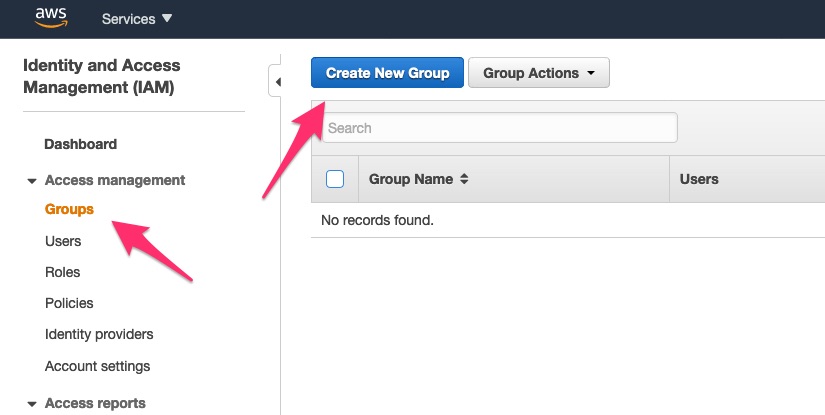 aws
Services
Identity and Access
Management (IAM)
Dashboard
Access management
Groups
Users
Roles
Policies
Identity providers
Account settings
Access reports
Create New Group
Group Actions
Search
Group Name
Users
No records found.